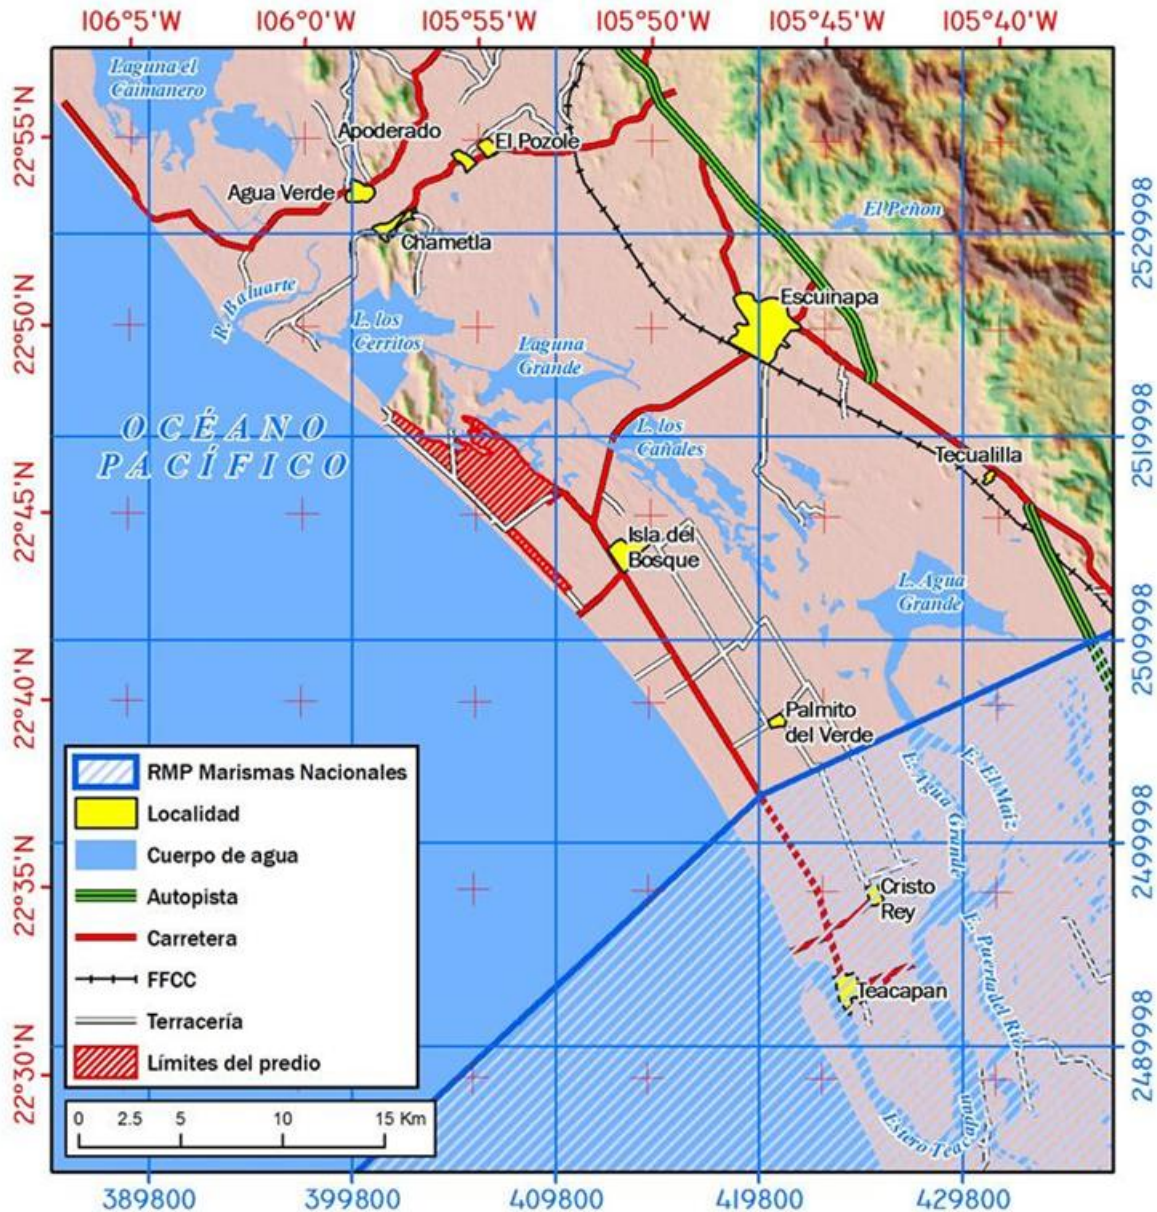 106°5'W 106°0'W 105°55'W 105°50'W 105°45'W 105°40'W
22°55'N
22°50'N
22°45'N
22°40'N
22°35'N
22°30'N
2529998
2519998
2509998
2499998
2489998
Laguna el
Caimanero
Apoderado
El Pozole
Agua Verde
Chametla
El Peñon
R. Baluarte
L. los
Cerritos
Laguna
Grande
Escuinapa
OCÉANO
PACÍFICO
L. los
Cañales
Tecualilla
Isla del
Bosque
L. Agua
Grande
Palmito
del Verde
E. El Maiz
E. Agua Grande
Cristo
Rey
E. Puerta del Río
Teacapan
Estero Teacapan
RMP Marismas Nacionales
Localidad
Cuerpo de agua
Autopista
Carretera
FFCC
Terracería
Límites del predio
0 2.5 5 10 15 Km
389800 399800 409800 419800 429800